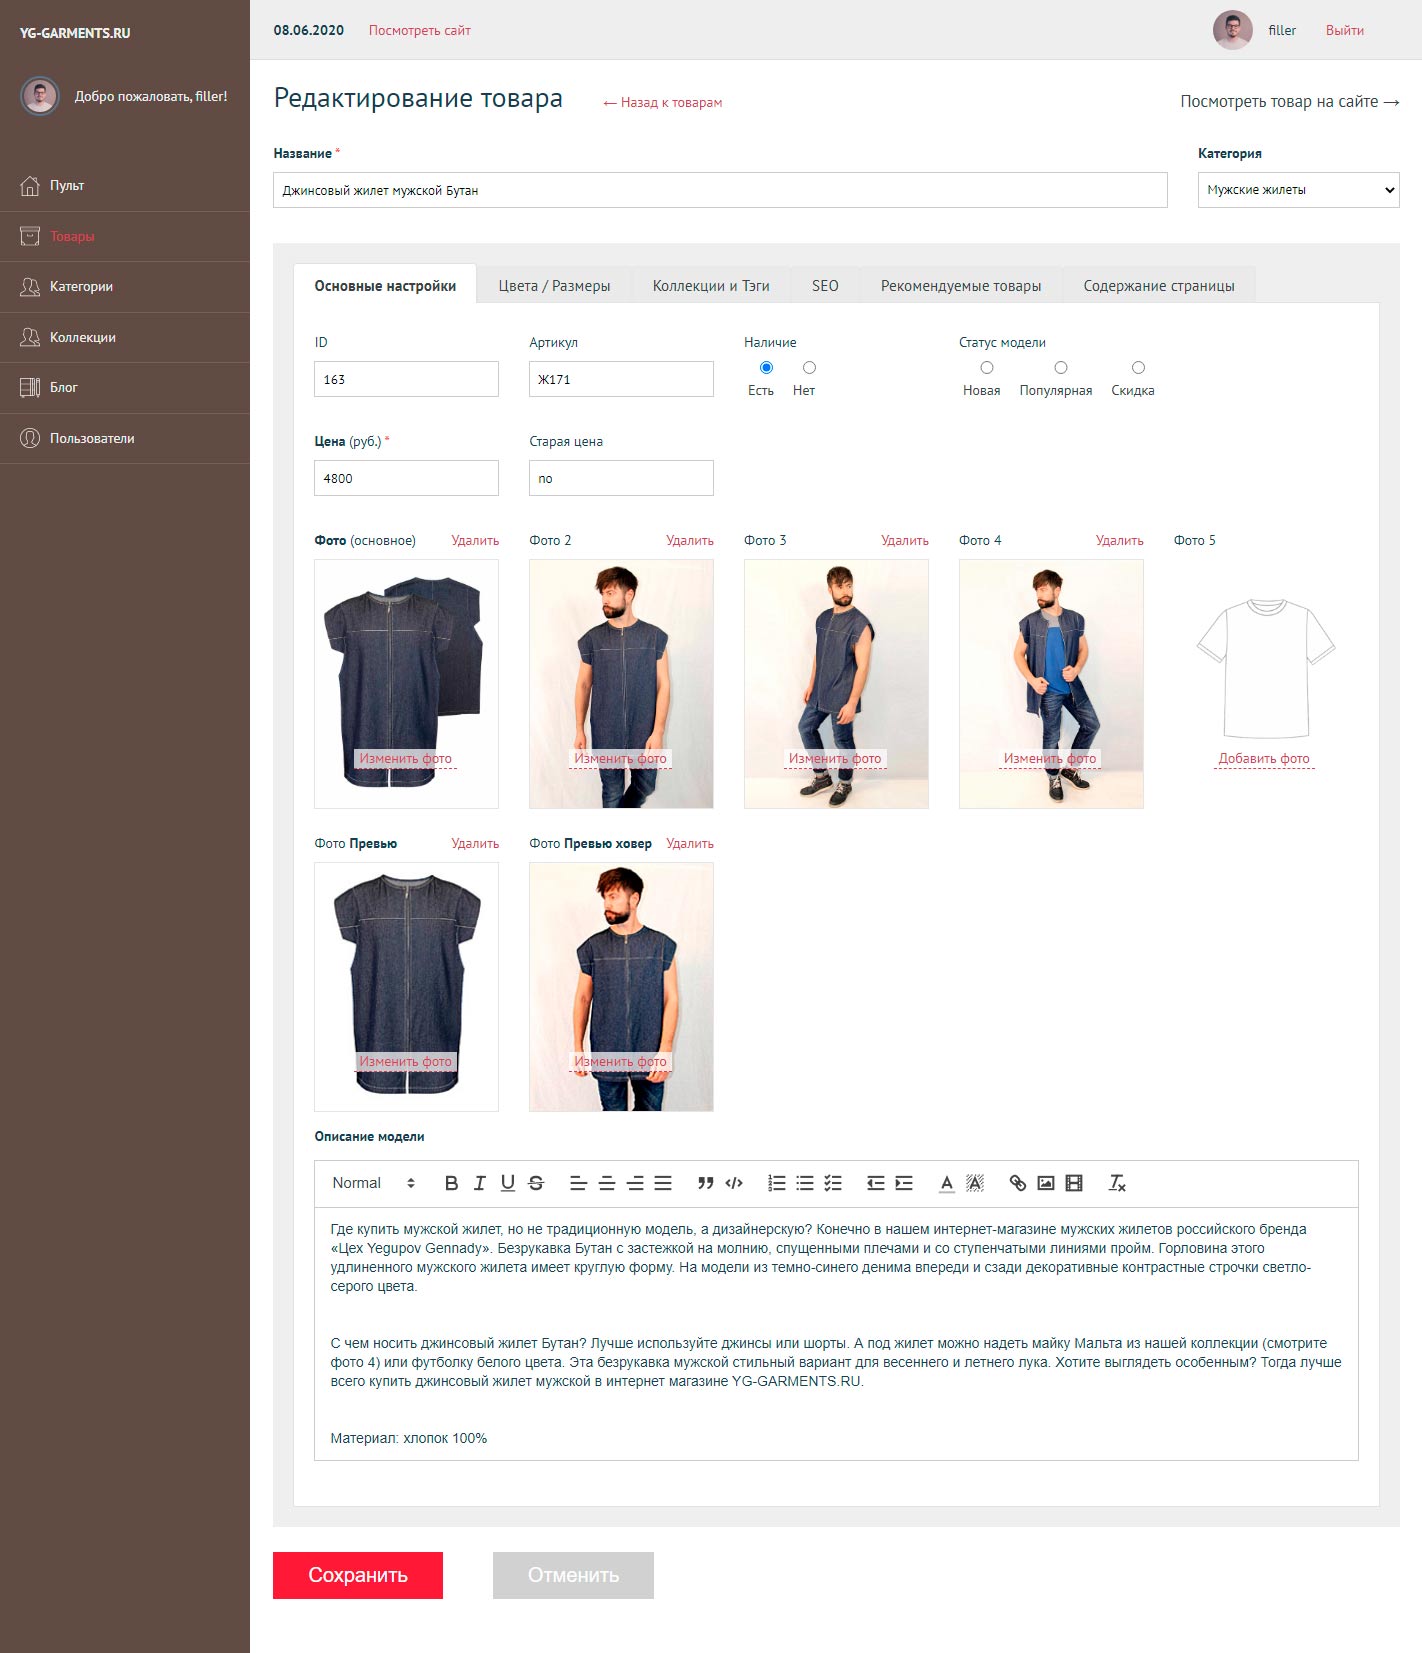 YG-GARMENTS.RU
08.06.2020 Посмотреть сайт
filler Выйти
Добро пожаловать, filler!
Пульт
Товары
Категории
Коллекции
Блог
Пользователи
Редактирование товара ← Назад к товарам
Посмотреть товар на сайте →
Название * Категория
Джинсовый жилет мужской Бутан Мужские жилеты
Основные настройки Цвета / Размеры Коллекции и Тэги SEO Рекомендуемые товары Содержание страницы
ID Артикул Наличие Статус модели
163 Ж171
Есть Нет Новая Популярная Скидка
Цена (руб.) * Старая цена
4800 no
Фото (основное) Удалить Фото 2 Удалить Фото 3 Удалить Фото 4 Удалить Фото 5
Изменить фото Изменить фото Изменить фото Изменить фото Добавить фото
Фото Превью Удалить Фото Превью ховер Удалить
Изменить фото Изменить фото
Описание модели
Normal
Где купить мужской жилет, но не традиционную модель, а дизайнерскую? Конечно в нашем интернет-магазине мужских жилетов российского бренда
«Цех Yegupov Gennady». Безрукавка Бутан с застежкой на молнию, спущенными плечами и со ступенчатыми линиями пройм. Горловина этого
удлиненного мужского жилета имеет круглую форму. На модели из темно-синего денима впереди и сзади декоративные контрастные строчки светло-
серого цвета.
С чем носить джинсовый жилет Бутан? Лучше используйте джинсы или шорты. А под жилет можно надеть майку Мальта из нашей коллекции (смотрите
фото 4) или футболку белого цвета. Эта безрукавка мужской стильный вариант для весеннего и летнего лука. Хотите выглядеть особенным? Тогда лучше
всего купить джинсовый жилет мужской в интернет магазине YG-GARMENTS.RU.
Материал: хлопок 100%
Сохранить Отменить